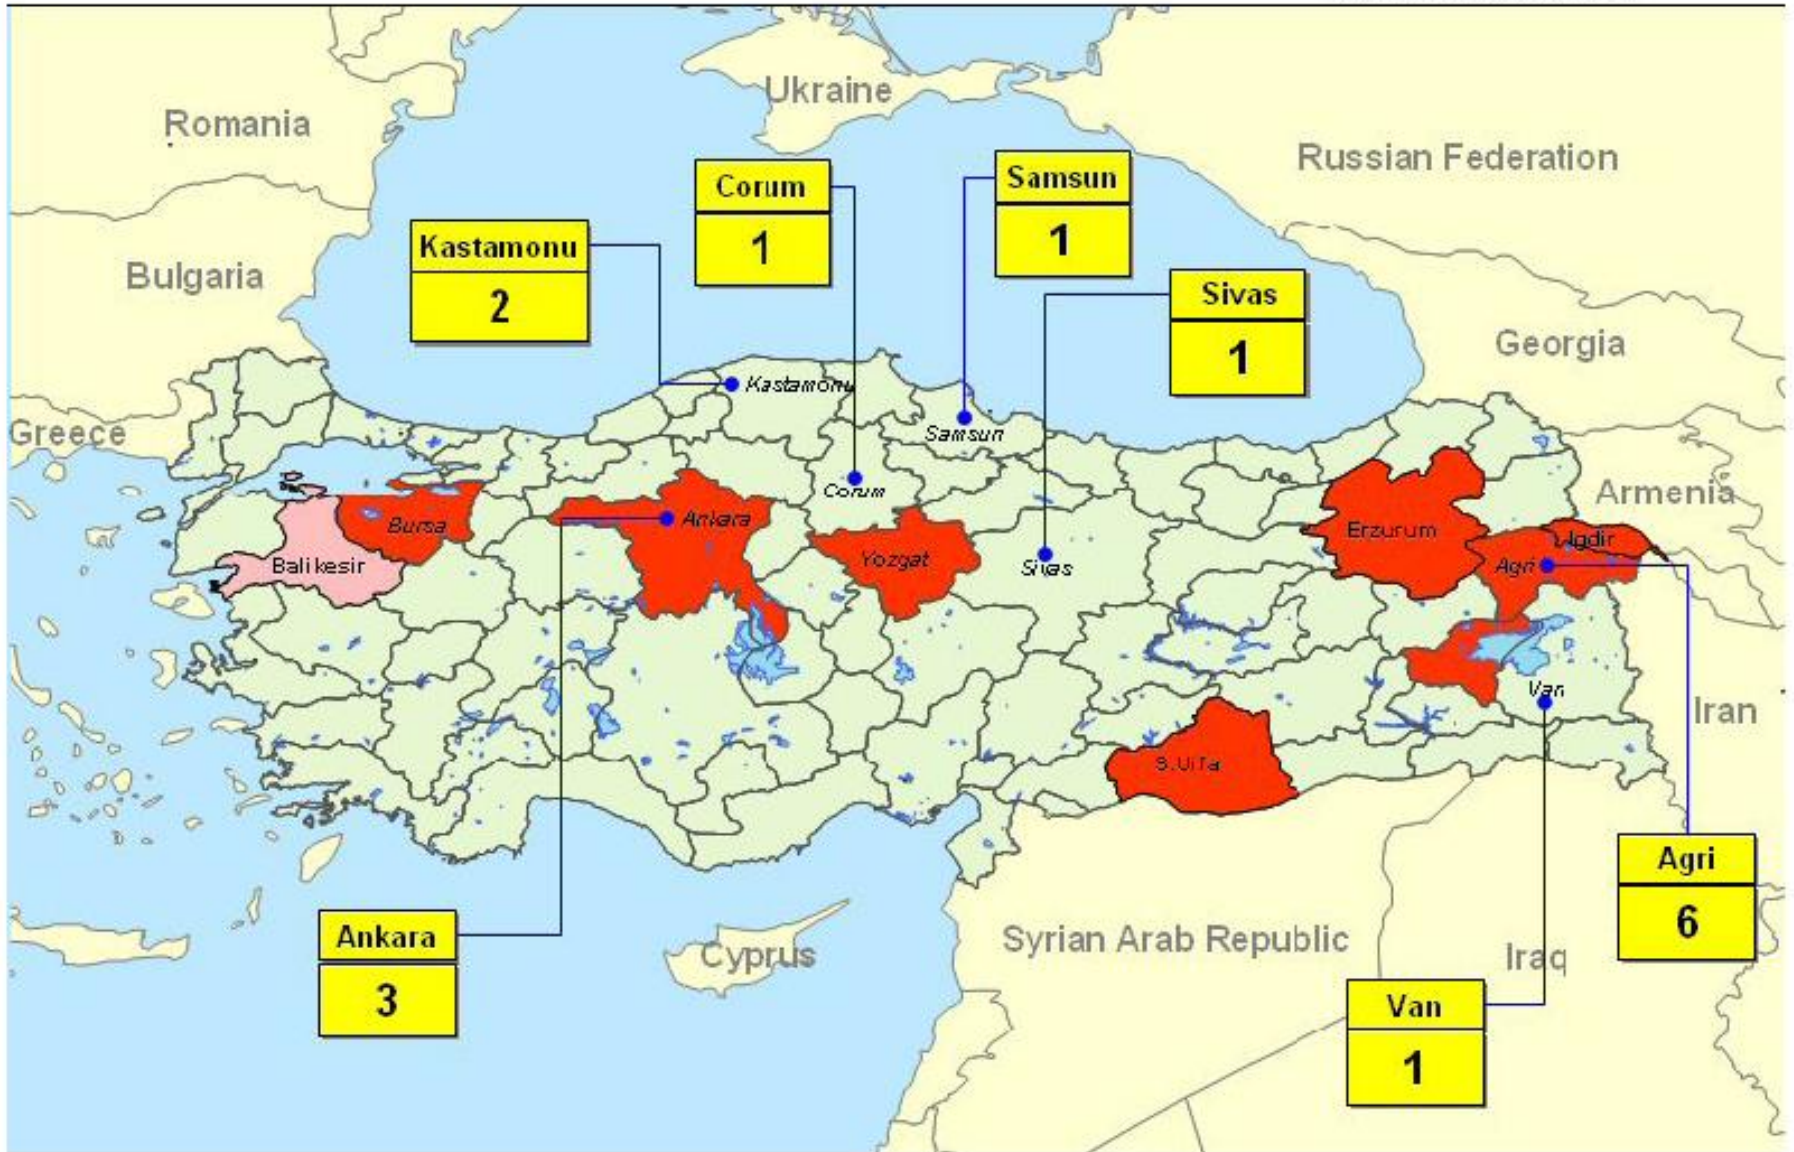 Ukraine
Romania
Russian Federation
Corum
1
Samsun
1
Kastamonu
2
Bulgaria
Sivas
1
Georgia
Kastamonu
Greece
Samsun
Corum
Armenia
Bursa
Ankara
Erzurum
Igdir
Balikesir
Yozgat
Sivas
Agri
Van
Iran
Agri
6
Ankara
3
Cyprus
Syrian Arab Republic
Iraq
Van
1